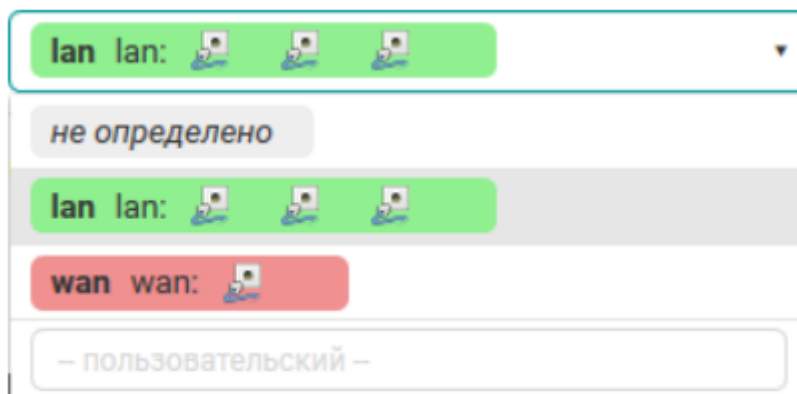 lan lan:
не определено
lan lan:
wan wan:
-- пользовательский --